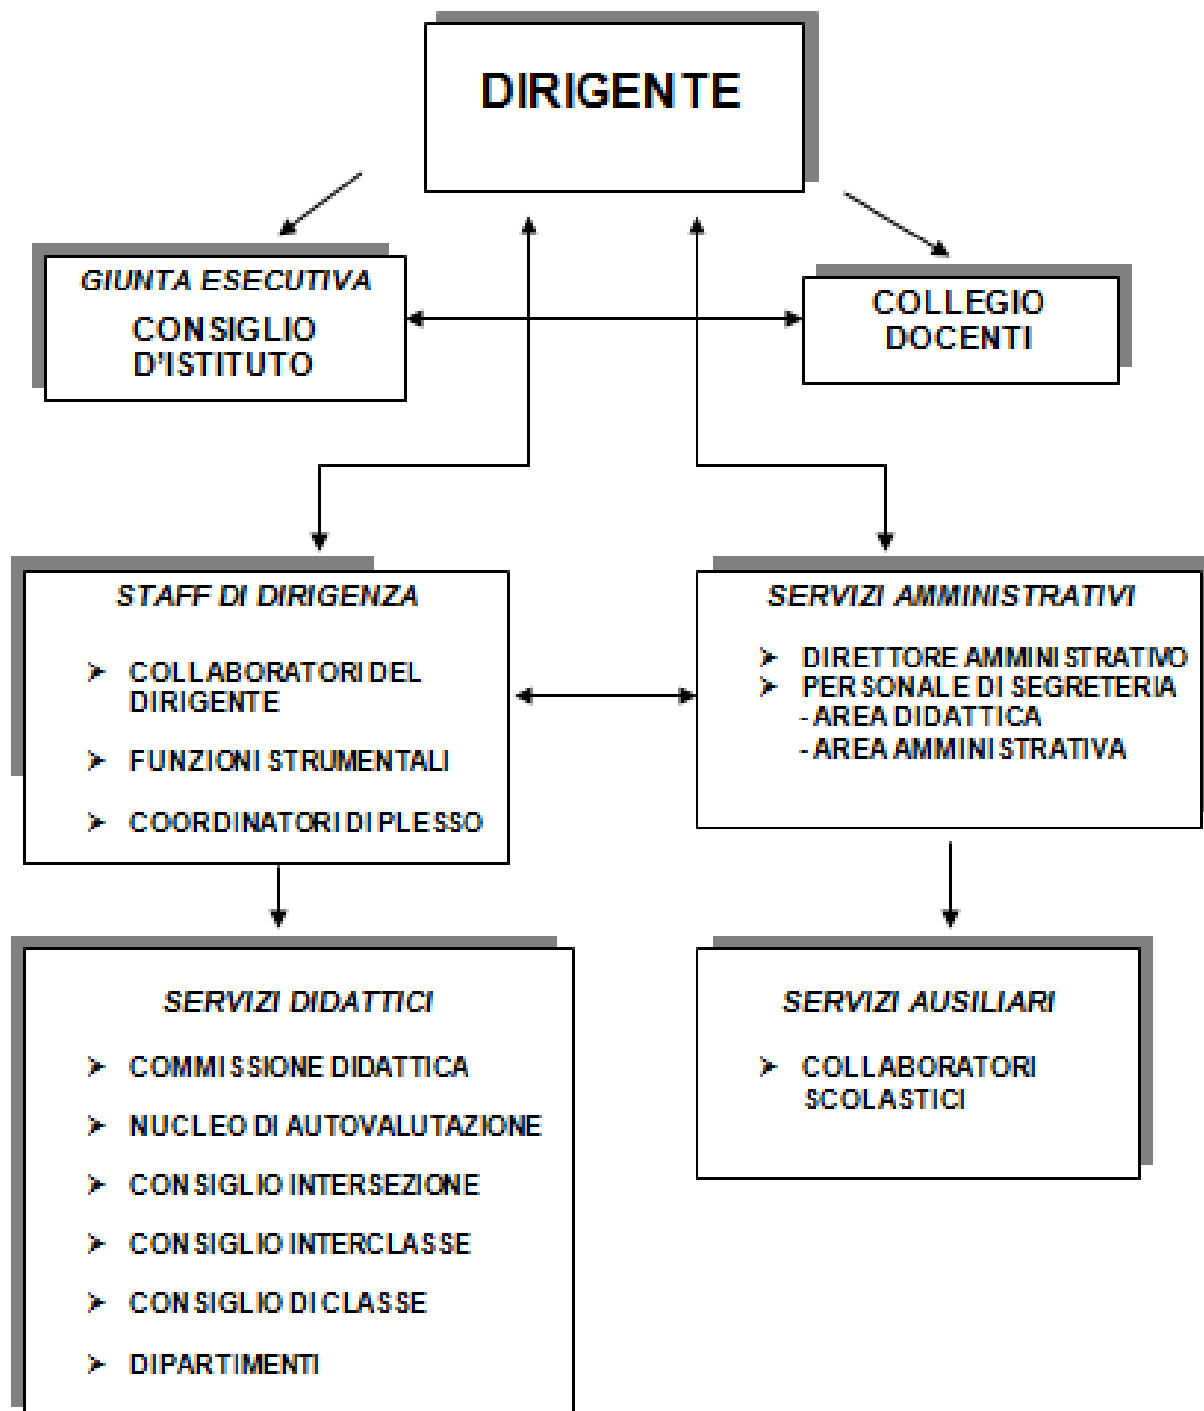 DIRIGENTE
GIUNTA ESECUTIVA
CONSIGLIO
D'ISTITUTO
COLLEGIO
DOCENTI
STAFF DI DIRIGENZA
➢ COLLABORATORI DEL
DIRIGENTE
➢ FUNZIONI STRUMENTALI
➢ COORDINATORI DI PLESSO
SERVIZI AMMINISTRATIVI
➢ DIRETTORE AMMINISTRATIVO
➢ PERSONALE DI SEGRETERIA
- AREA DIDATTICA
- AREA AMMINISTRATIVA
SERVIZI DIDATTICI
➢ COMMISSIONE DIDATTICA
➢ NUCLEO DI AUTOVALUTAZIONE
➢ CONSIGLIO INTERSEZIONE
➢ CONSIGLIO INTERCLASSE
➢ CONSIGLIO DI CLASSE
➢ DIPARTIMENTI
SERVIZI AUSILIARI
➢ COLLABORATORI
SCOLASTICI